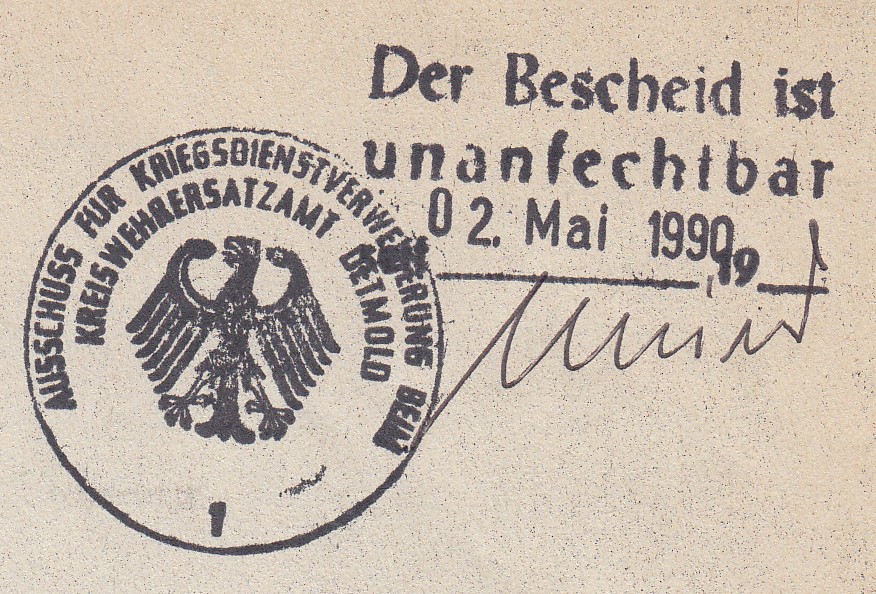 Der Bescheid ist
unanfechtbar
02. Mai 1990
19
AUSSCHUSS FÜR KRIEGSDIENSTVERWEIGERUNG BEIM
KREISWEHRERSATZAMT DETMOLD
1